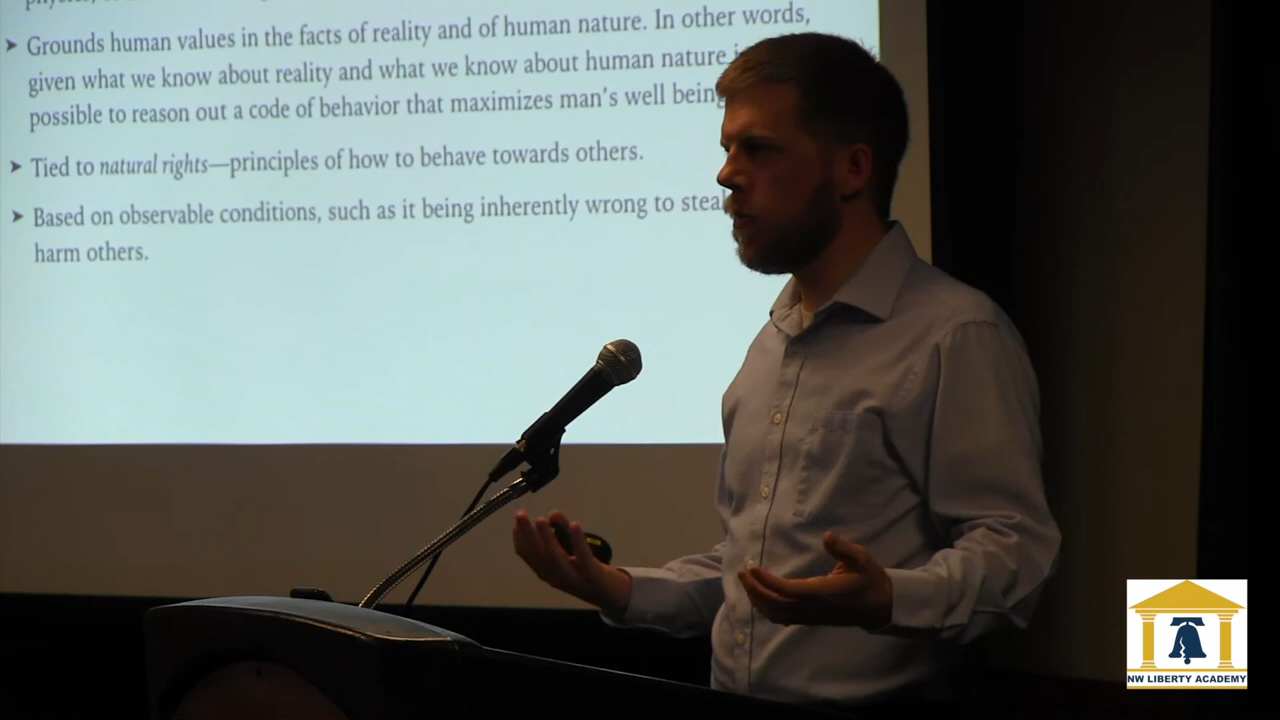 ➤ Grounds human values in the facts of reality and of human nature. In other words,
given what we know about reality and what we know about human nature
possible to reason out a code of behavior that maximizes man's well being
➤ Tied to natural rights—principles of how to behave towards others.
➤ Based on observable conditions, such as it being inherently wrong to steal
harm others.
NW LIBERTY ACADEMY